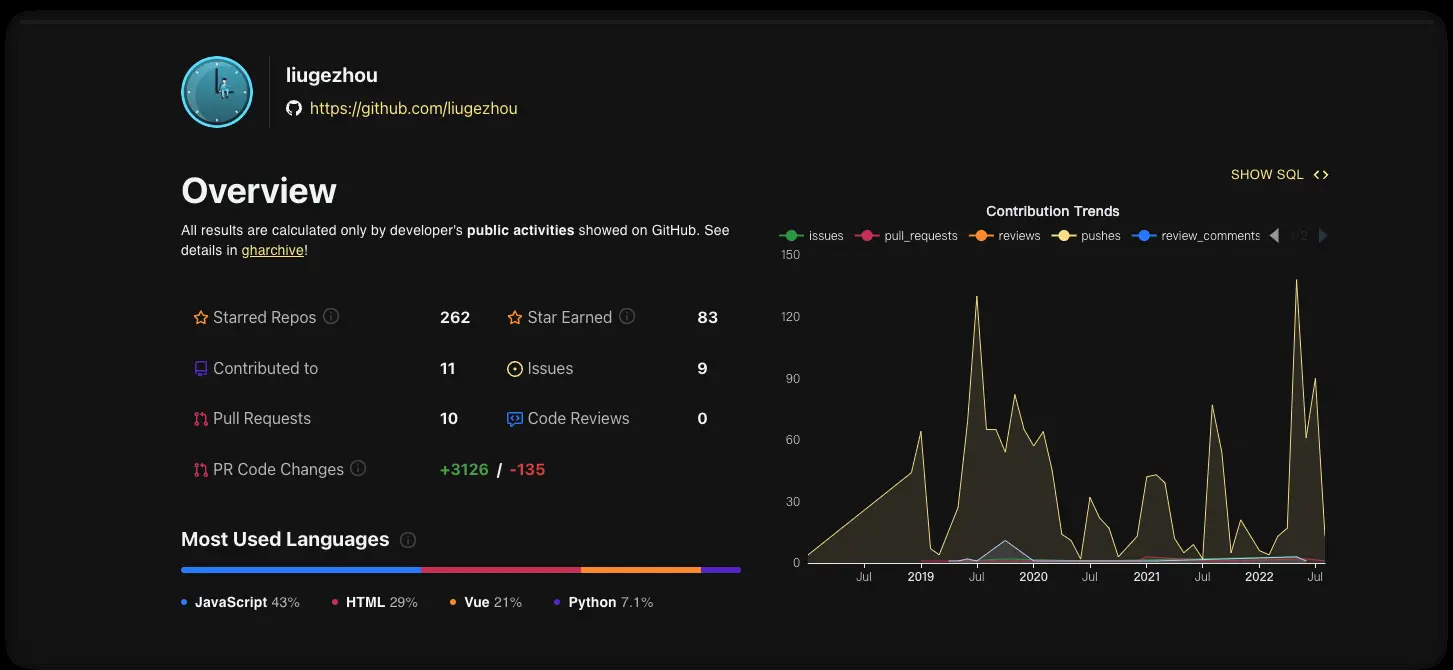 liugezhou
https://github.com/liugezhou
Overview
All results are calculated only by developer's public activities showed on GitHub. See
details in gharchive!
Starred Repos 262 Star Earned 83
Contributed to 11 Issues 9
Pull Requests 10 Code Reviews 0
PR Code Changes +3126 / -135
Most Used Languages
JavaScript 43% HTML 29% Vue 21% Python 7.1%
SHOW SQL <>
Contribution Trends
issues pull_requests reviews pushes review_comments 1/2
150
120
90
60
30
0
Jul 2019 Jul 2020 Jul 2021 Jul 2022 Jul